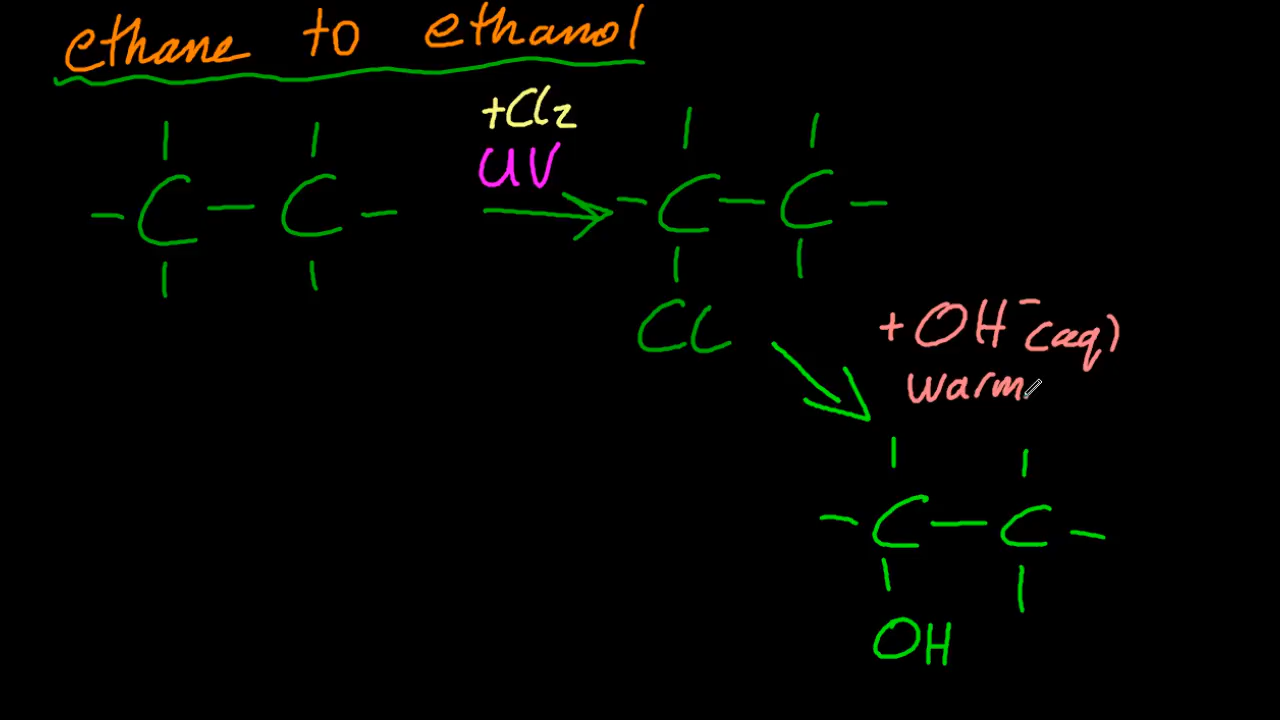 ethane to ethanol
+Cl2
UV
C - C
C - C
Cl
+ OH⁻(aq)
warm
C - C
OH